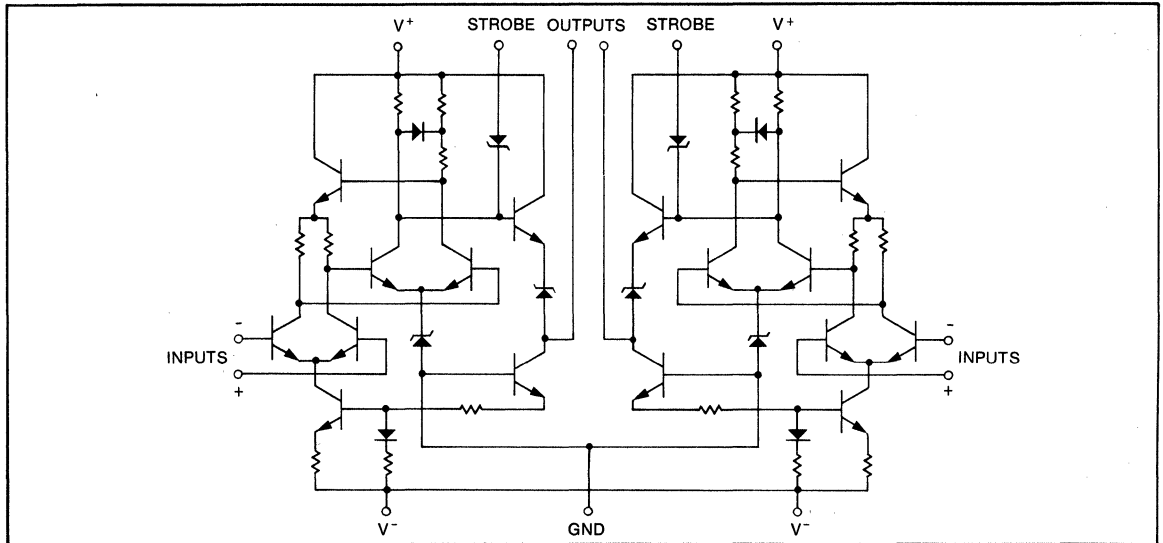 V+ STROBE OUTPUTS STROBE V+
- -
INPUTS INPUTS
+ +
V- GND V-